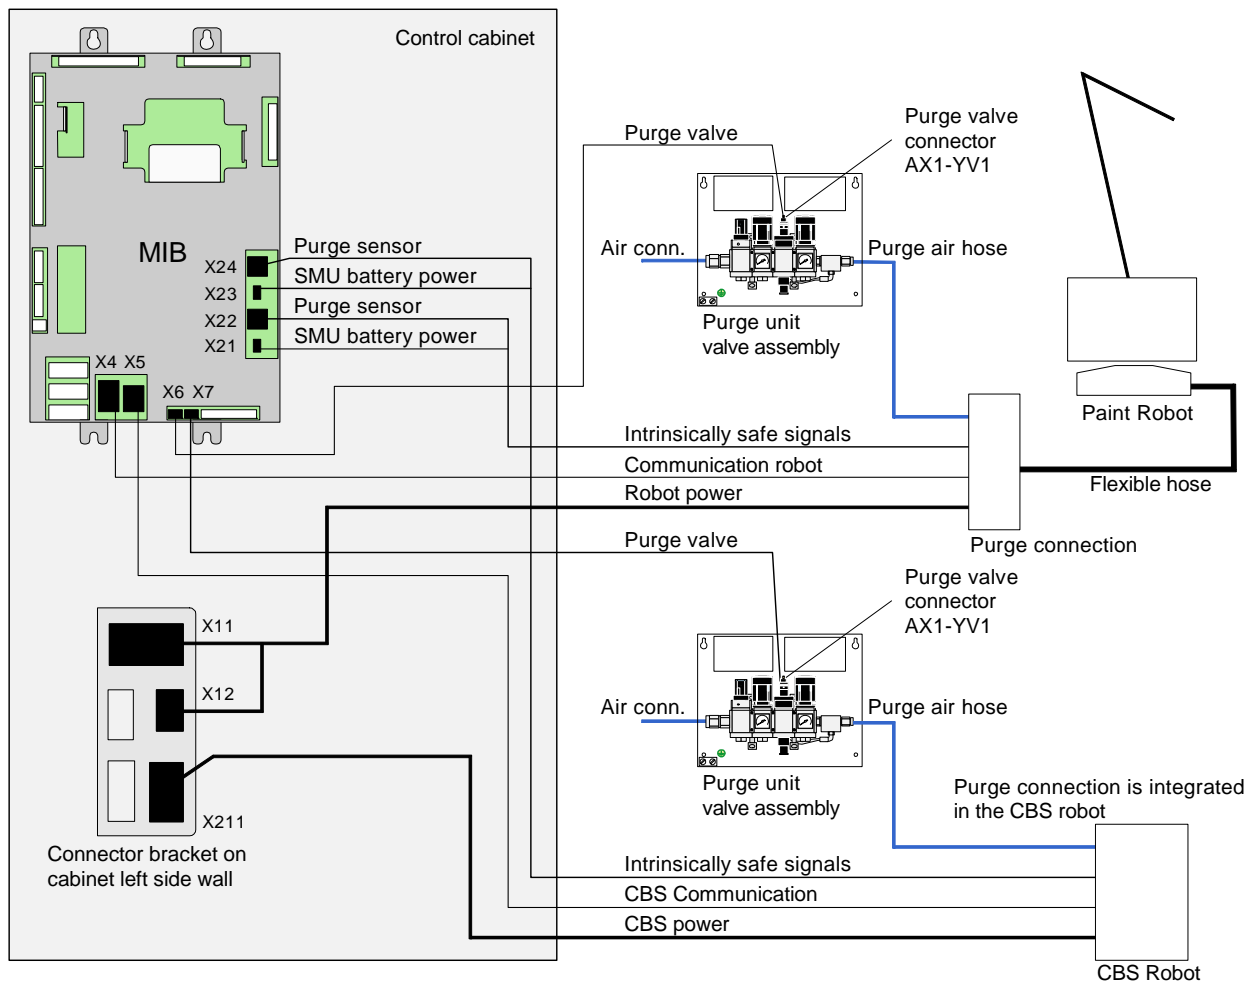 Control cabinet
Purge valve
Purge valve
connector
AX1-YV1
MIB
Purge sensor
X24
SMU battery power
X23
Purge sensor
X22
SMU battery power
X21
Air conn.
Purge air hose
Purge unit
valve assembly
X4 X5
X6 X7
Paint Robot
Intrinsically safe signals
Communication robot
Robot power
Flexible hose
Purge connection
Purge valve
Purge valve
connector
AX1-YV1
X11
X12
X211
Connector bracket on
cabinet left side wall
Air conn.
Purge air hose
Purge unit
valve assembly
Purge connection is integrated
in the CBS robot
Intrinsically safe signals
CBS Communication
CBS power
CBS Robot